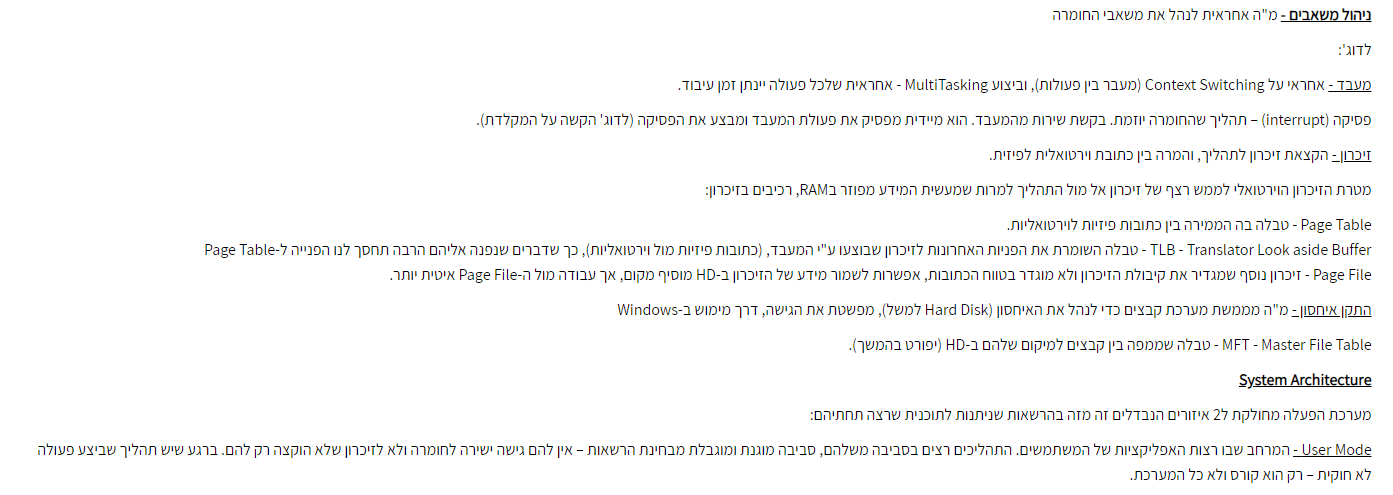 ניהול משאבים - מ"ה אחראית לנהל את משאבי החומרה
לדוג':
מעבד - אחראי על Context Switching (מעבר בין פעולות), וביצוע MultiTasking - אחראית שלכל פעולה יינתן זמן עיבוד.
פסיקה (interrupt) – תהליך שהחומרה יוזמת. בקשת שירות מהמעבד. הוא מיידית מפסיק את פעולת המעבד ומבצע את הפסיקה (לדוג' הקשה על המקלדת).
זיכרון - הקצאת זיכרון לתהליך, והמרה בין כתובת וירטואלית לפיזית.
מטרת הזיכרון הוירטואלי לממש רצף של זיכרון אל מול התהליך למרות שמעשית המידע מפוזר בRAM, רכיבים בזיכרון:
Page Table - טבלה בה הממירה בין כתובות פיזיות לוירטואליות.
TLB - Translator Look aside Buffer - טבלה השומרת את הפניות האחרונות לזיכרון שבוצעו ע"י המעבד, (כתובות פיזיות מול וירטואליות), כך שדברים שנפנה אליהם הרבה תחסך לנו הפנייה ל-Page Table
Page File - זיכרון נוסף שמגדיר את קיבולת הזיכרון ולא מוגדר בטווח הכתובות, אפשרות לשמור מידע של הזיכרון ב-HD מוסיף מקום, אך עבודה מול ה-Page File איטית יותר.
התקן איחסון - מ"ה מממשת מערכת קבצים כדי לנהל את האיחסון (Hard Disk למשל), מפשטת את הגישה, דרך מימוש ב-Windows
MFT - Master File Table - טבלה שממפה בין קבצים למיקום שלהם ב-HD (יפורט בהמשך).
System Architecture
מערכת הפעלה מחולקת ל2 איזורים הנבדלים זה מזה בהרשאות שניתנות לתוכנית שרצה תחתיהם:
User Mode - המרחב שבו רצות האפליקציות של המשתמשים. התהליכים רצים בסביבה משלהם, סביבה מוגנת ומוגבלת מבחינת הרשאות – אין להם גישה ישירה לחומרה ולא לזיכרון שלא הוקצה רק להם. ברגע שיש תהליך שביצע פעולה
לא חוקית – רק הוא קורס ולא כל המערכת.